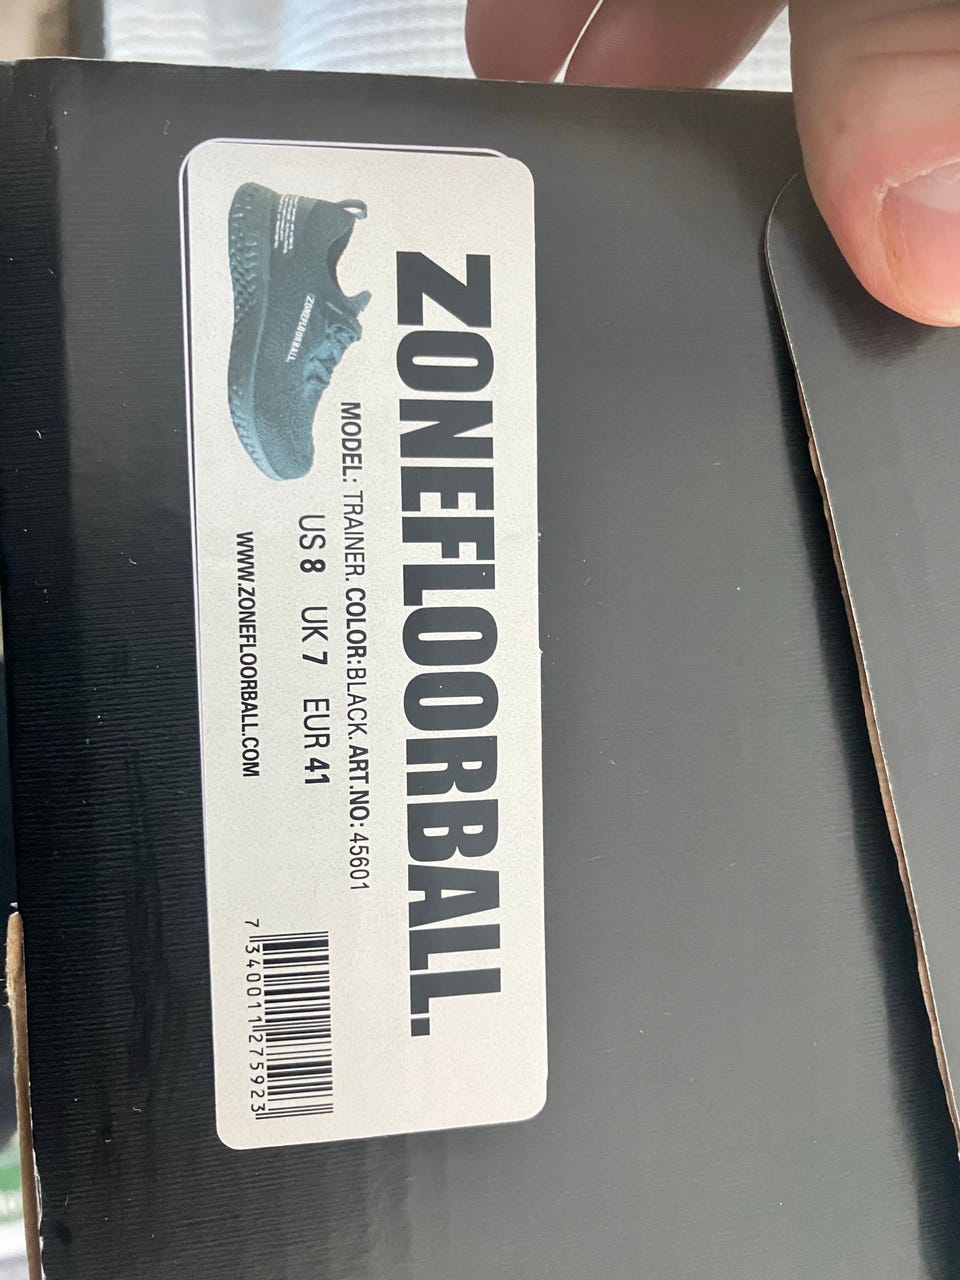 ZONEFLOORBALL.
MODEL: TRAINER. COLOR:BLACK. ART.NO: 45601
US 8 UK 7 EUR 41
WWW.ZONEFLOORBALL.COM
ZONEFLOORBALL
7 340011 275923